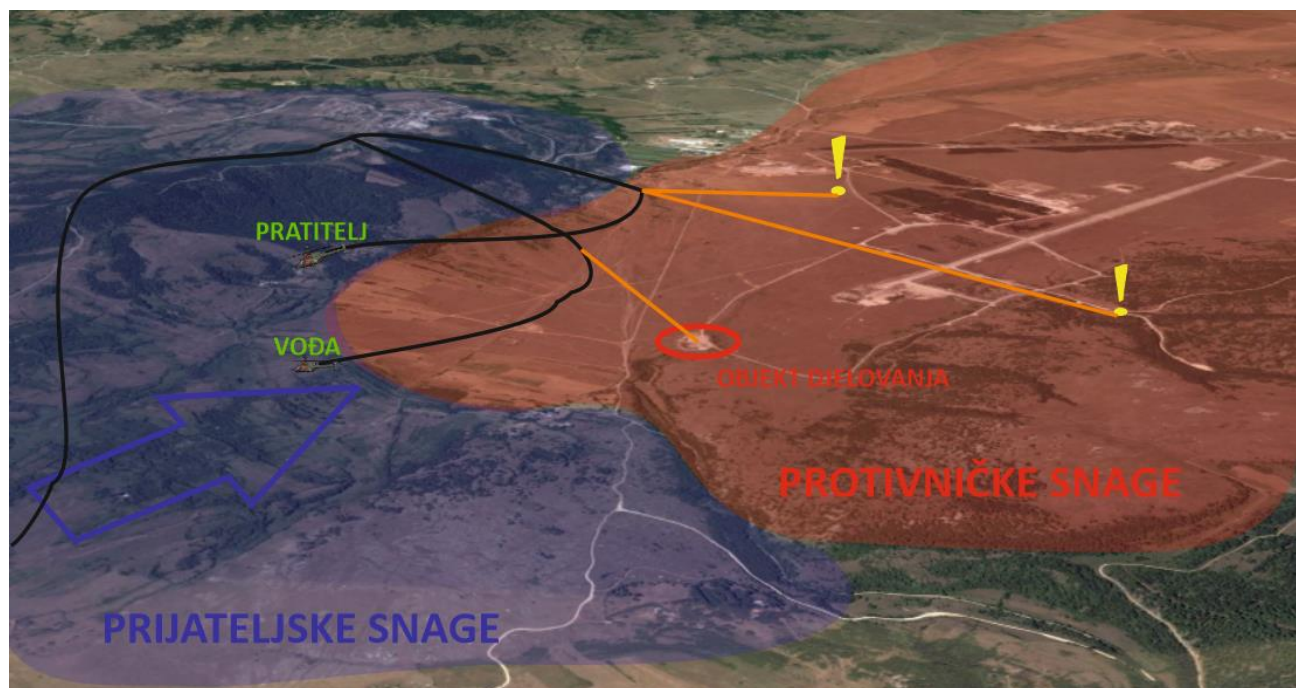 PRATITELJ
VOĐA
OBJEKT DJELOVANJA
PROTIVNIČKE SNAGE
PRIJATELJSKE SNAGE